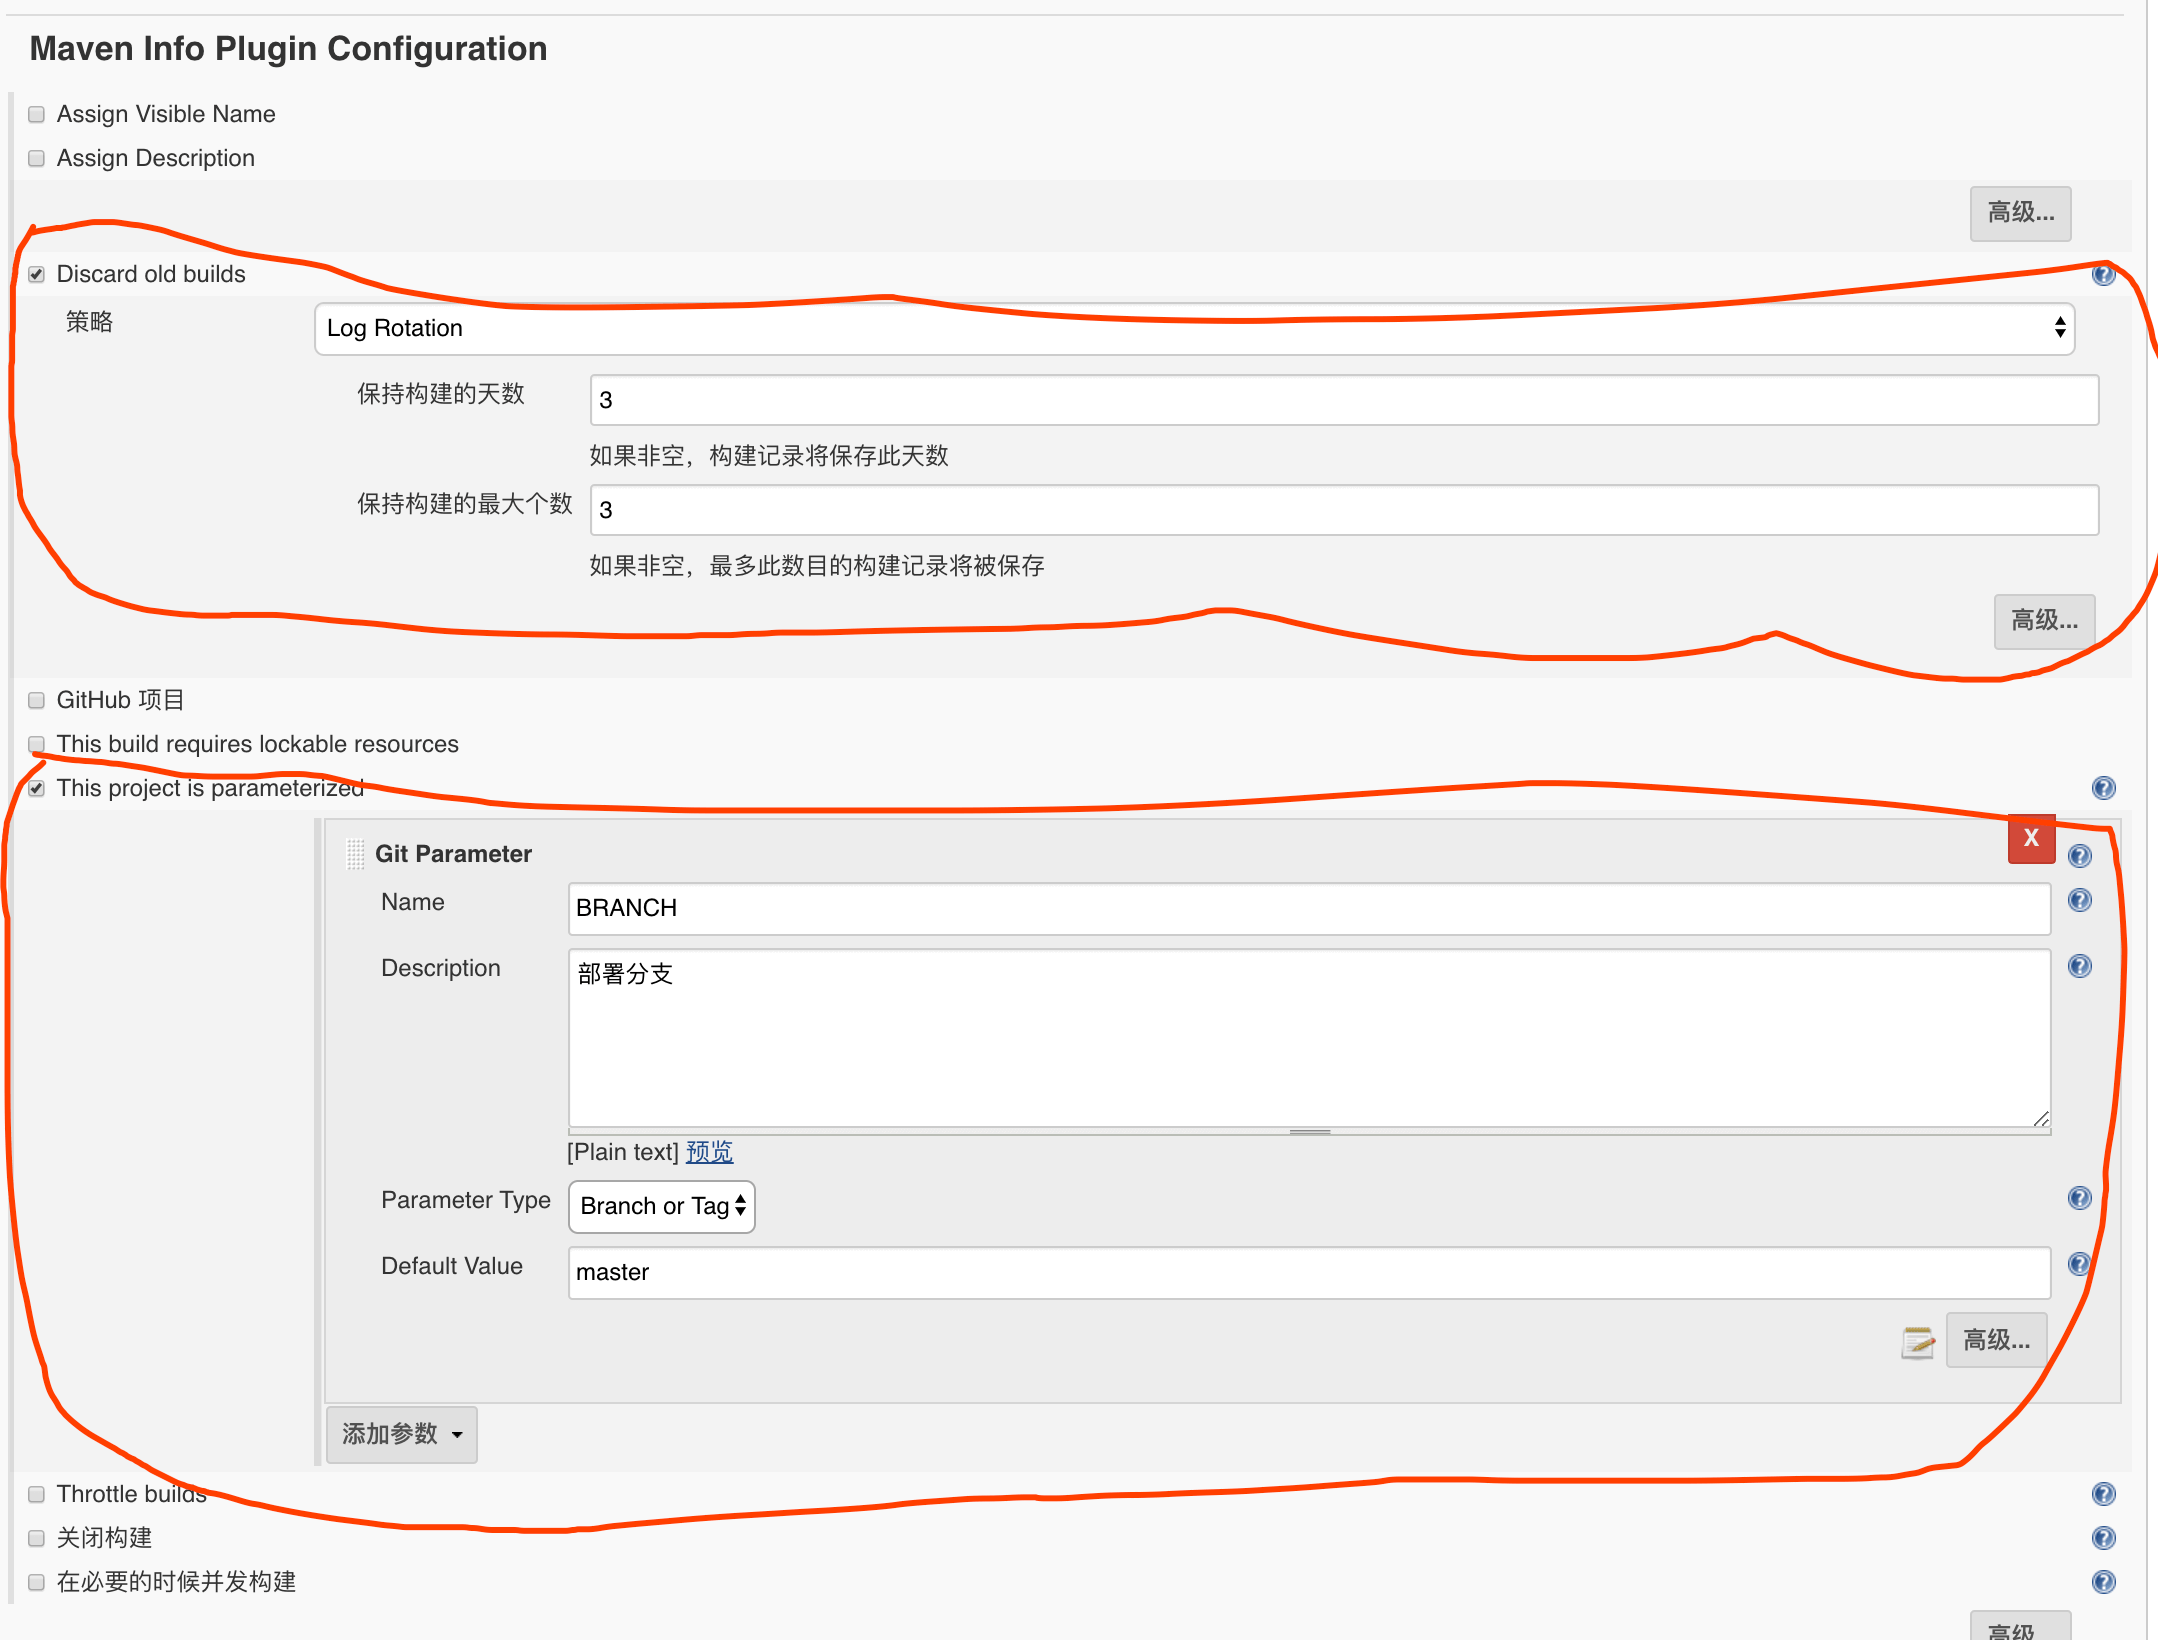 Maven Info Plugin Configuration
Assign Visible Name
Assign Description
高级...
Discard old builds
策略
Log Rotation
保持构建的天数
3
如果非空，构建记录将保存此天数
保持构建的最大个数
3
如果非空，最多此数目的构建记录将被保存
高级...
GitHub 项目
This build requires lockable resources
This project is parameterized
X
Git Parameter
Name
BRANCH
Description
部署分支
[Plain text] 预览
Parameter Type
Branch or Tag
Default Value
master
高级...
添加参数
Throttle builds
关闭构建
在必要的时候并发构建
高级...